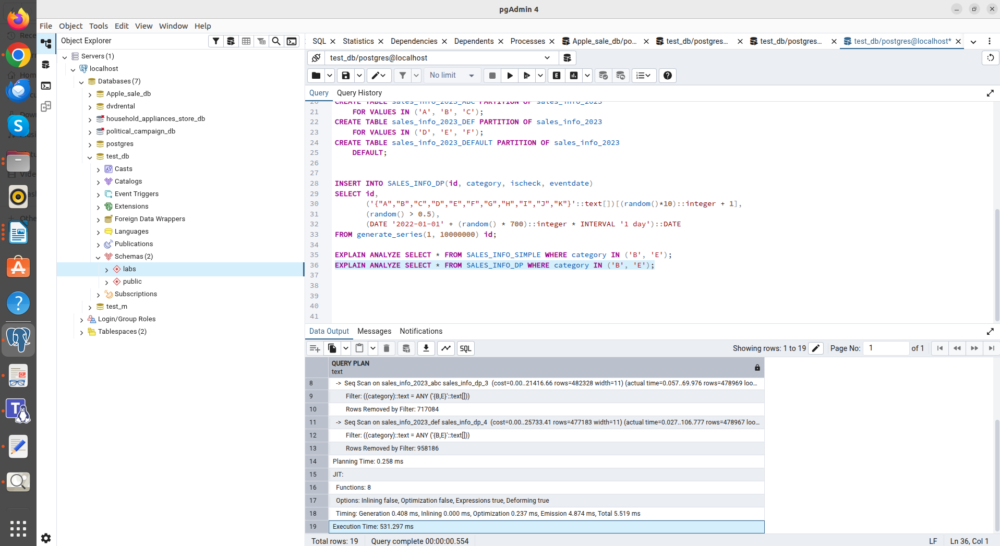 pgAdmin 4
File Object Tools Edit View Window Help
Object Explorer
SQL Statistics Dependencies Dependents Processes Apple_sale_db/po... test_db/postgres... test_db/postgres... test_db/postgres@localhost*
test_db/postgres@localhost
No limit
Query Query History
Servers (1)
localhost
Databases (7)
Apple_sale_db
dvdrental
household_appliances_store_db
political_campaign_db
postgres
test_db
Casts
Catalogs
Event Triggers
Extensions
Foreign Data Wrappers
Languages
Publications
Schemas (2)
labs
public
Subscriptions
test_m
Login/Group Roles
Tablespaces (2)
20 CREATE TABLE sales_info_2023_ABC PARTITION OF sales_info_2023
21 FOR VALUES IN ('A', 'B', 'C');
22 CREATE TABLE sales_info_2023_DEF PARTITION OF sales_info_2023
23 FOR VALUES IN ('D', 'E', 'F');
24 CREATE TABLE sales_info_2023_DEFAULT PARTITION OF sales_info_2023
25 DEFAULT;
26
27
28 INSERT INTO SALES_INFO_DP(id, category, ischeck, eventdate)
29 SELECT id,
30 ('{"A","B","C","D","E","F","G","H","I","J","K"}'::text[])[(random()*10)::integer + 1],
31 (random() > 0.5),
32 (DATE '2022-01-01' + (random() * 700)::integer * INTERVAL '1 day')::DATE
33 FROM generate_series(1, 10000000) id;
34
35 EXPLAIN ANALYZE SELECT * FROM SALES_INFO_SIMPLE WHERE category IN ('B', 'E');
36 EXPLAIN ANALYZE SELECT * FROM SALES_INFO_DP WHERE category IN ('B', 'E');
37
38
39
40
41
Data Output Messages Notifications
SQL
Showing rows: 1 to 19 Page No: 1 of 1
QUERY PLAN
text
8 -> Seq Scan on sales_info_2023_abc sales_info_dp_3 (cost=0.00..21416.66 rows=482328 width=11) (actual time=0.057..69.976 rows=478969 loo...
9 Filter: ((category)::text = ANY ('{B,E}'::text[]))
10 Rows Removed by Filter: 717084
11 -> Seq Scan on sales_info_2023_def sales_info_dp_4 (cost=0.00..25733.41 rows=477183 width=11) (actual time=0.027..106.777 rows=478967 loo...
12 Filter: ((category)::text = ANY ('{B,E}'::text[]))
13 Rows Removed by Filter: 958186
14 Planning Time: 0.258 ms
15 JIT:
16 Functions: 8
17 Options: Inlining false, Optimization false, Expressions true, Deforming true
18 Timing: Generation 0.408 ms, Inlining 0.000 ms, Optimization 0.237 ms, Emission 4.874 ms, Total 5.519 ms
19 Execution Time: 531.297 ms
Total rows: 19 Query complete 00:00:00.554 LF Ln 36, Col 1